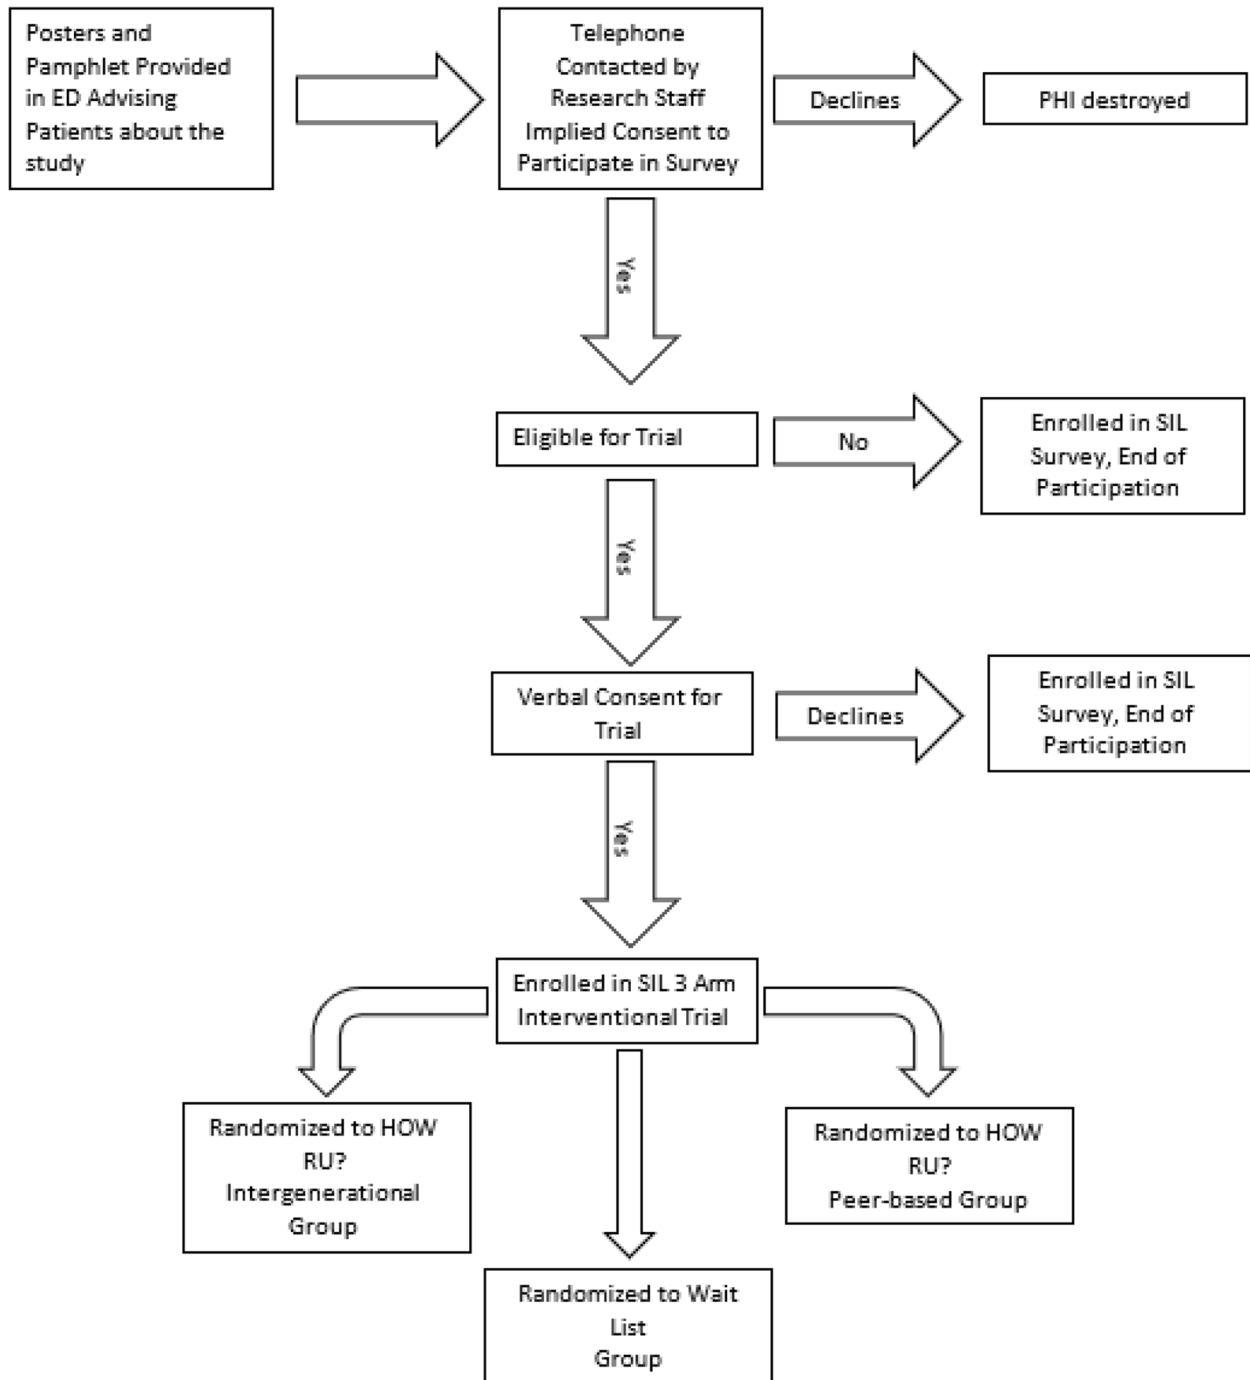 Posters and
Pamphlet Provided
in ED Advising
Patients about the
study
Telephone
Contacted by
Research Staff
Implied Consent to
Participate in Survey
Declines
PHI destroyed
Yes
Eligible for Trial
No
Enrolled in SIL
Survey, End of
Participation
Yes
Verbal Consent for
Trial
Declines
Enrolled in SIL
Survey, End of
Participation
Yes
Enrolled in SIL 3 Arm
Interventional Trial
Randomized to HOW
RU?
Intergenerational
Group
Randomized to HOW
RU?
Peer-based Group
Randomized to Wait
List
Group